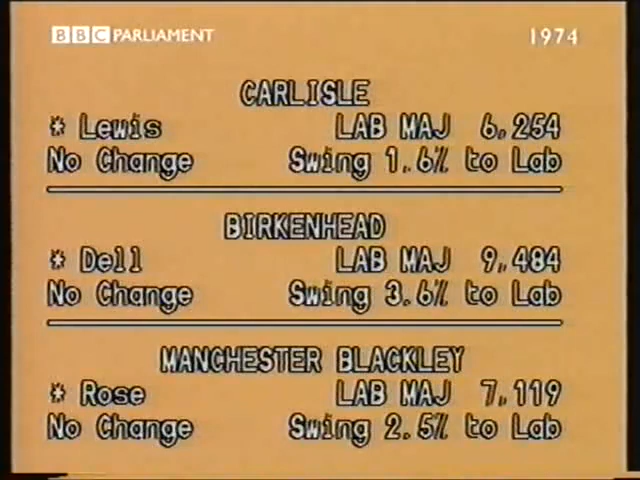 BBC PARLIAMENT 1974
CARLISLE
* Lewis LAB MAJ 6,254
No Change Swing 1.6% to Lab
BIRKENHEAD
* Dell LAB MAJ 9,484
No Change Swing 3.6% to Lab
MANCHESTER BLACKLEY
* Rose LAB MAJ 7,119
No Change Swing 2.5% to Lab